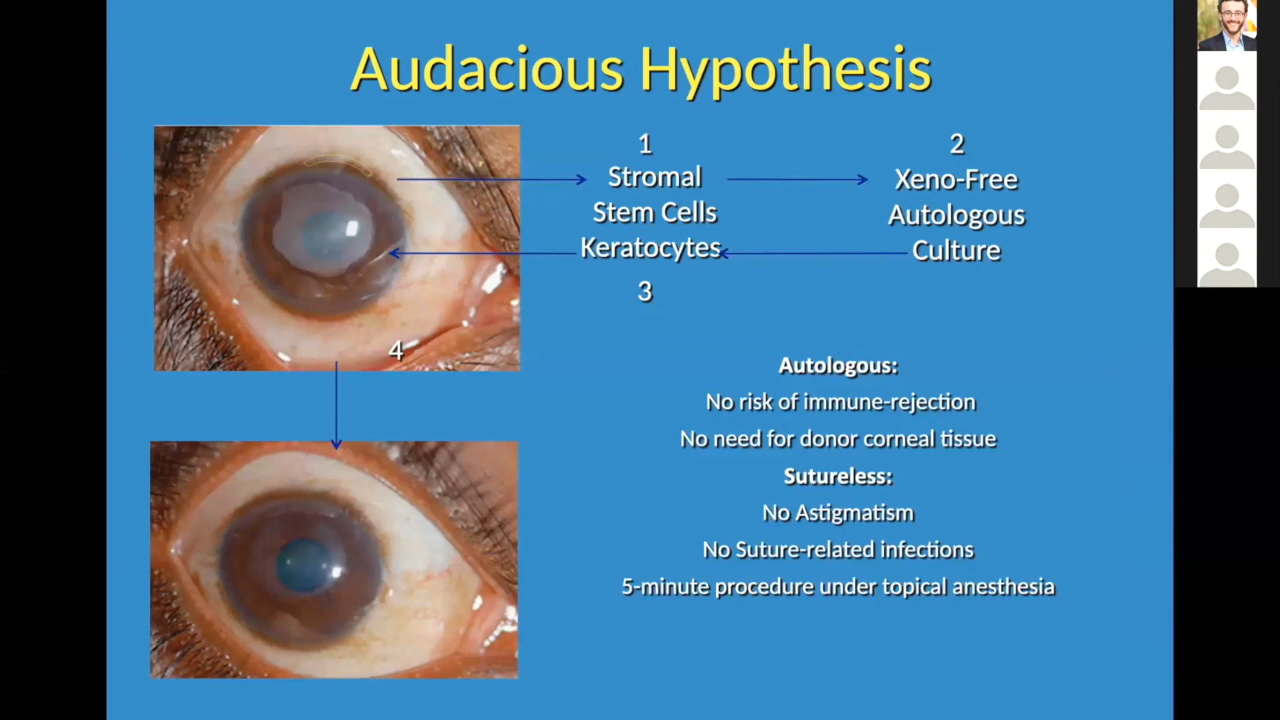 Audacious Hypothesis
1
Stromal
Stem Cells
Keratocytes
3
2
Xeno-Free
Autologous
Culture
4
Autologous:
No risk of immune-rejection
No need for donor corneal tissue
Sutureless:
No Astigmatism
No Suture-related infections
5-minute procedure under topical anesthesia